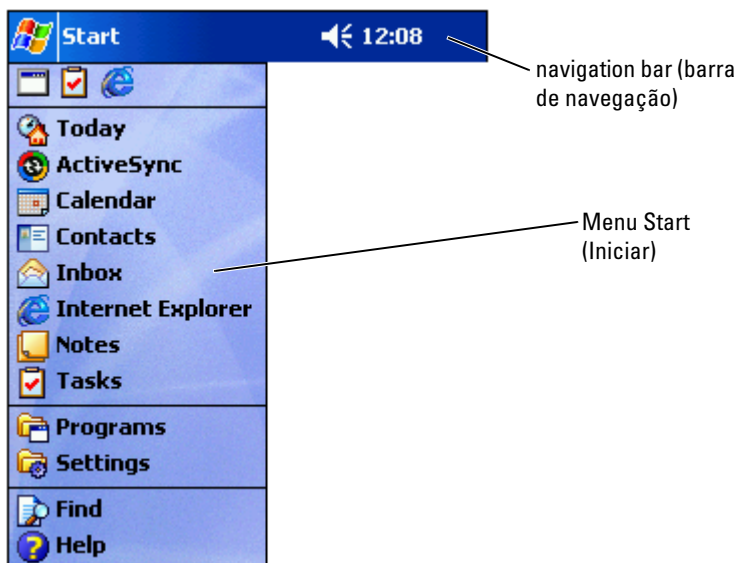 Start 12:08
navigation bar (barra
de navegação)
Today
ActiveSync
Calendar
Contacts
Menu Start
(Iniciar)
Inbox
Internet Explorer
Notes
Tasks
Programs
Settings
Find
Help